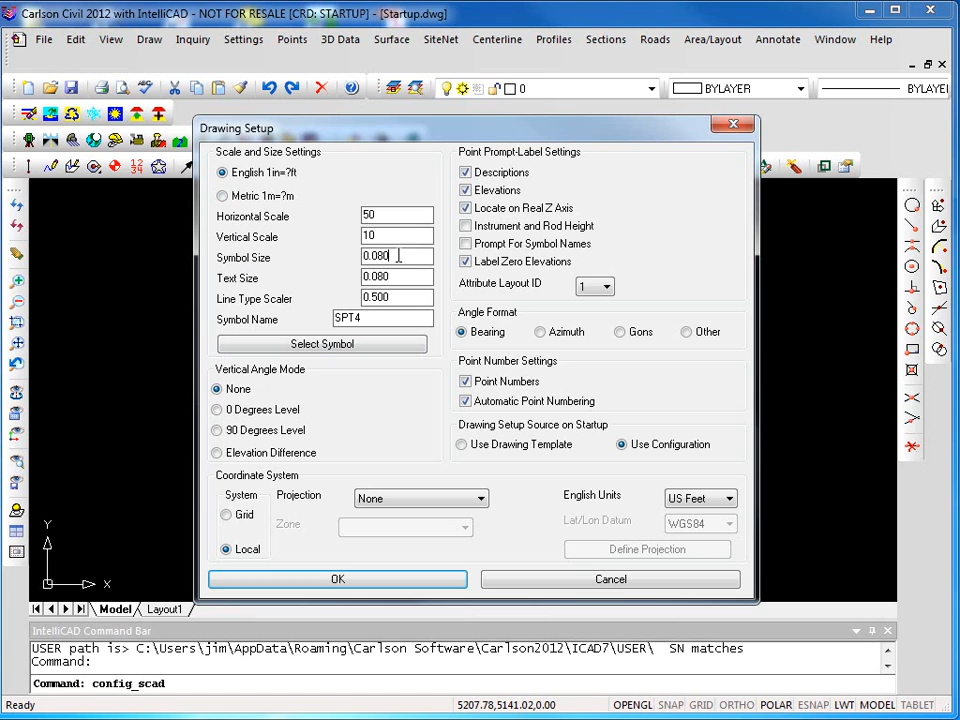 Carlson Civil 2012 with IntelliCAD - NOT FOR RESALE [CRD: STARTUP] - [Startup.dwg]
File Edit View Draw Inquiry Settings Points 3D Data Surface SiteNet Centerline Profiles Sections Roads Area/Layout Annotate Window Help
0 BYLAYER BYLAYER
12
34
Drawing Setup
Scale and Size Settings
English 1in=?ft
Metric 1m=?m
Horizontal Scale 50
Vertical Scale 10
Symbol Size 0.080
Text Size 0.080
Line Type Scaler 0.500
Symbol Name SPT4
Select Symbol
Vertical Angle Mode
None
0 Degrees Level
90 Degrees Level
Elevation Difference
Point Prompt-Label Settings
Descriptions
Elevations
Locate on Real Z Axis
Instrument and Rod Height
Prompt For Symbol Names
Label Zero Elevations
Attribute Layout ID 1
Angle Format
Bearing Azimuth Gons Other
Point Number Settings
Point Numbers
Automatic Point Numbering
Drawing Setup Source on Startup
Use Drawing Template Use Configuration
Coordinate System
System
Grid
Local
Projection None
Zone
English Units US Feet
Lat/Lon Datum WGS84
Define Projection
OK Cancel
Y
X
Model Layout1
IntelliCAD Command Bar
USER path is> C:\Users\jim\AppData\Roaming\Carlson Software\Carlson2012\ICAD7\USER\ SN matches
Command:
Command: config_scad
Ready 5207.78,5141.02,0.00 OPENGL SNAP GRID ORTHO POLAR ESNAP LWT MODEL TABLET